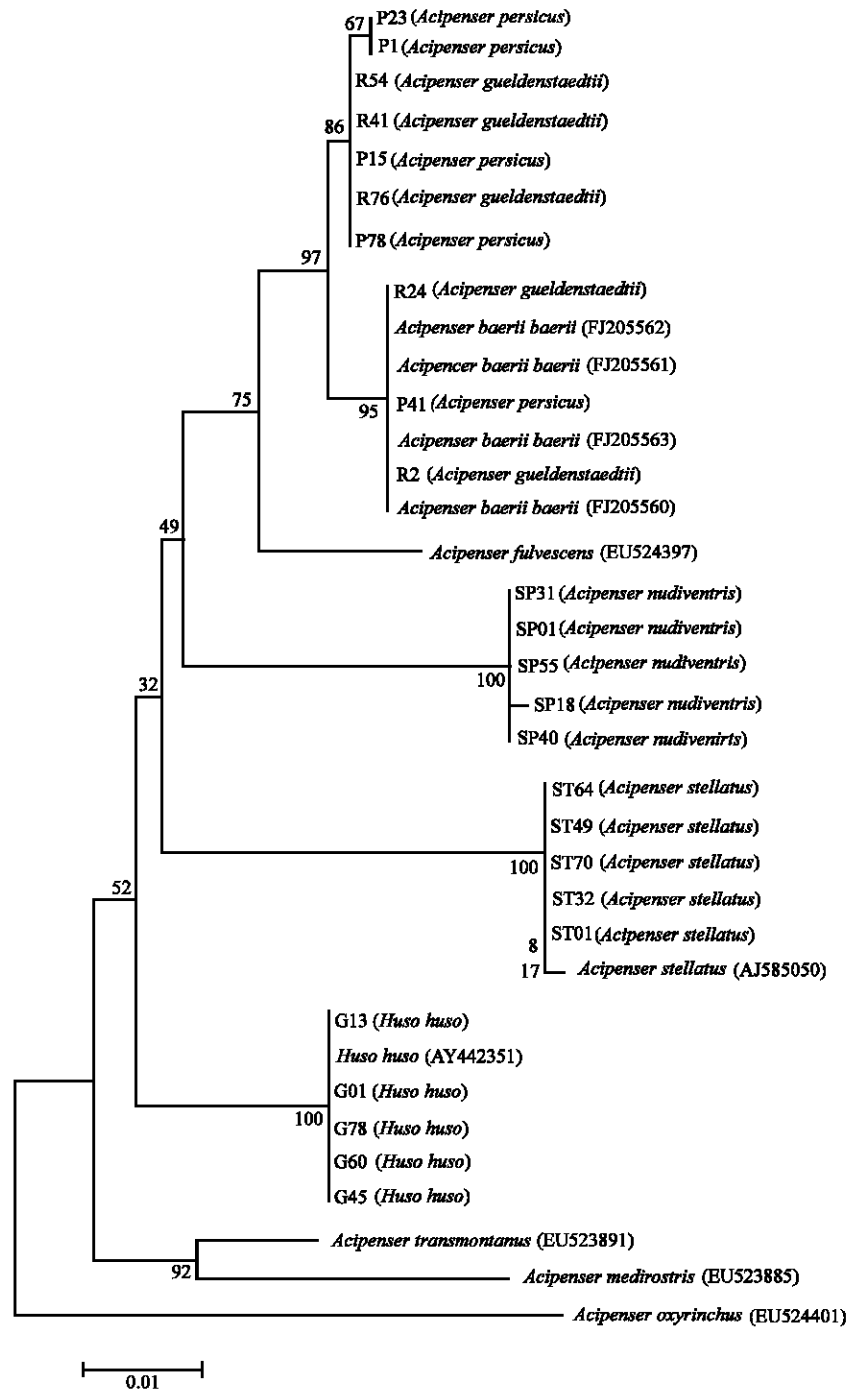 67
P23 (Acipenser persicus)
P1 (Acipenser persicus)
R54 (Acipenser gueldenstaedtii)
R41 (Acipenser gueldenstaedtii)
86
P15 (Acipenser persicus)
R76 (Acipenser gueldenstaedtii)
P78 (Acipenser persicus)
97
R24 (Acipenser gueldenstaedtii)
Acipenser baerii baerii (FJ205562)
Acipencer baerii baerii (FJ205561)
75
P41 (Acipenser persicus)
95
Acipenser baerii baerii (FJ205563)
R2 (Acipenser gueldenstaedtii)
Acipenser baerii baerii (FJ205560)
49
Acipenser fulvescens (EU524397)
SP31 (Acipenser nudiventris)
SP01 (Acipenser nudiventris)
SP55 (Acipenser nudiventris)
100
32
SP18 (Acipenser nudiventris)
SP40 (Acipenser nudivenirts)
ST64 (Acipenser stellatus)
ST49 (Acipenser stellatus)
ST70 (Acipenser stellatus)
100
52
ST32 (Acipenser stellatus)
ST01 (Acipenser stellatus)
8
17
Acipenser stellatus (AJ585050)
G13 (Huso huso)
Huso huso (AY442351)
G01 (Huso huso)
100
G78 (Huso huso)
G60 (Huso huso)
G45 (Huso huso)
Acipenser transmontanus (EU523891)
92
Acipenser medirostris (EU523885)
Acipenser oxyrinchus (EU524401)
0.01